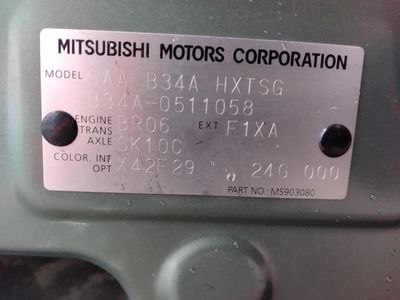 MITSUBISHI MOTORS CORPORATION
MODEL 5AA B34A HXTSG
B34A-0511058
ENGINE BR06 EXT F1XA
TRANS
AXLE
COLOR. INT X42F29 24G 000
OPT
PART NO.: MS903080